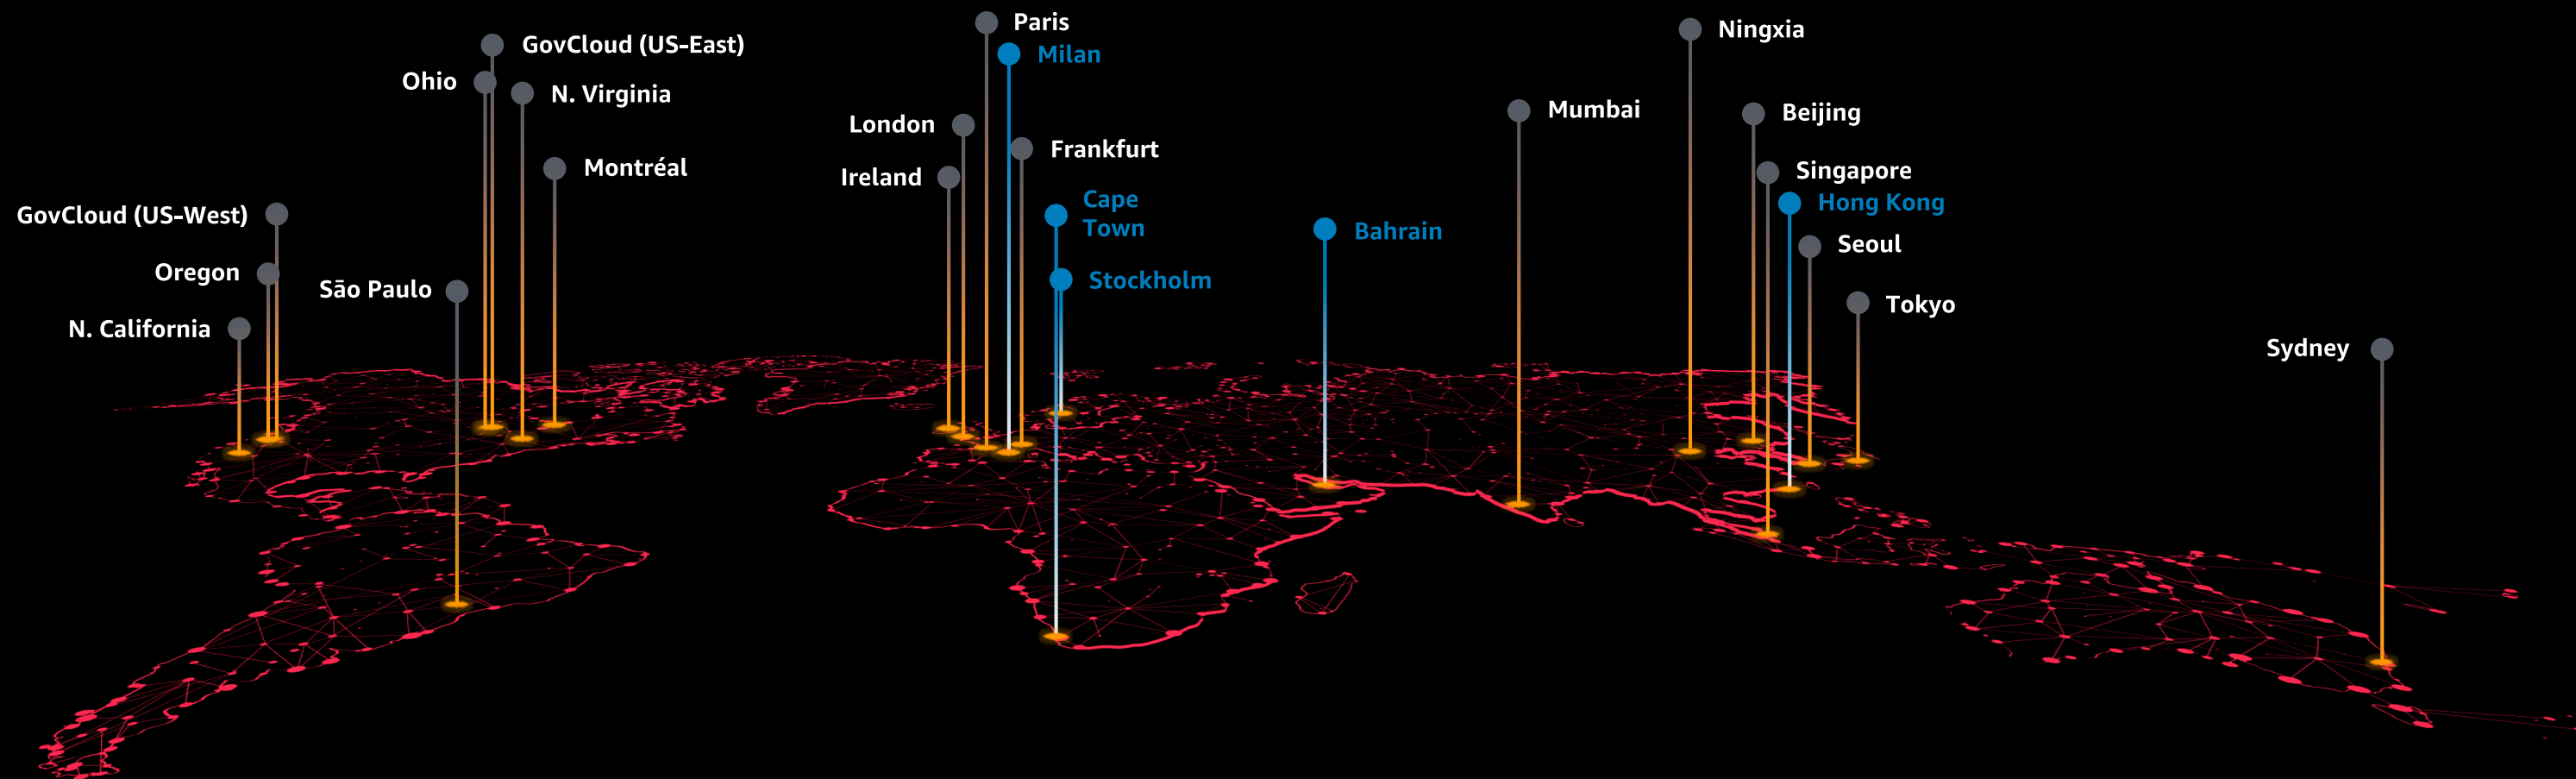 Paris
Ningxia
GovCloud (US-East)
Milan
Ohio
N. Virginia
Mumbai
Beijing
London
Frankfurt
Montréal
Singapore
Ireland
Cape
Town
Hong Kong
GovCloud (US-West)
Bahrain
Seoul
Oregon
Stockholm
São Paulo
Tokyo
N. California
Sydney